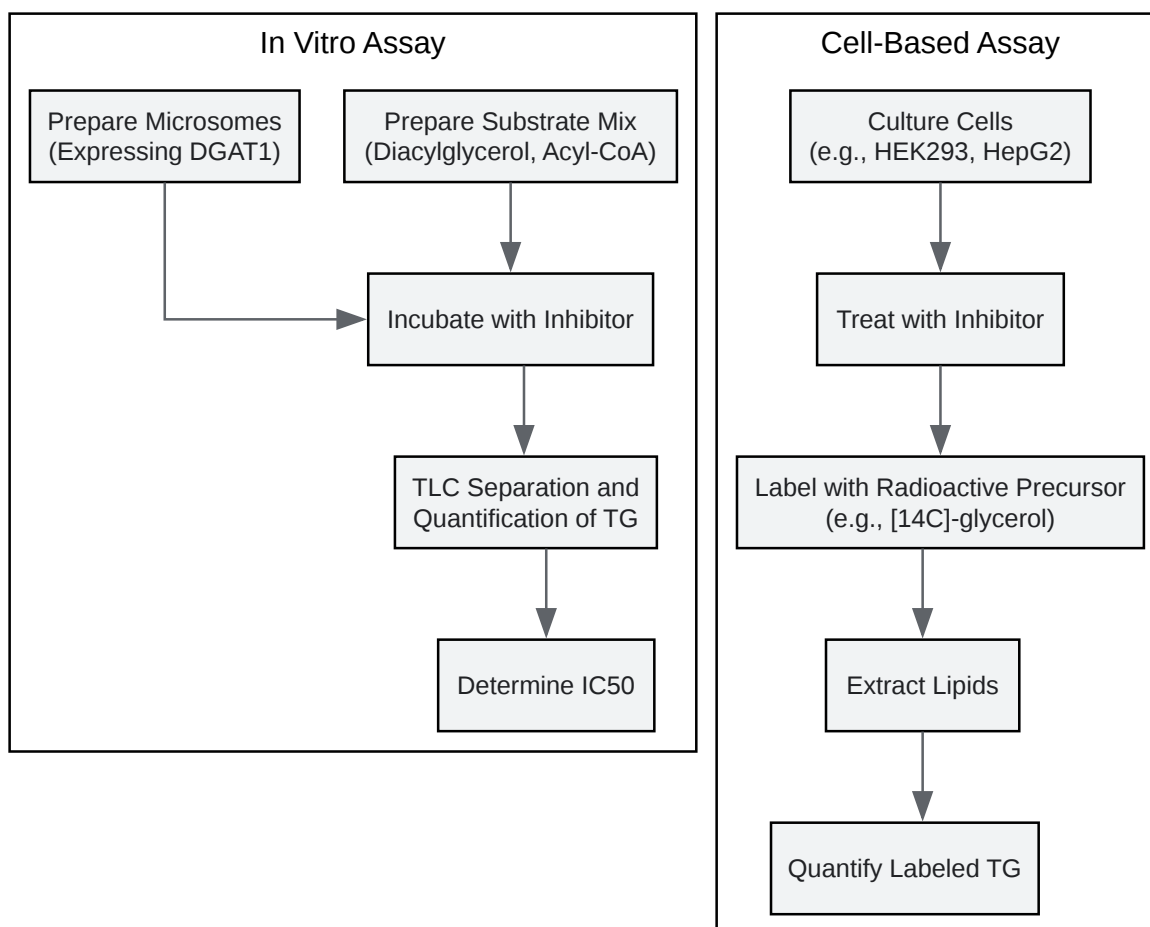 In Vitro Assay
Prepare Microsomes
(Expressing DGAT1)
Prepare Substrate Mix
(Diacylglycerol, Acyl-CoA)
Incubate with Inhibitor
TLC Separation and
Quantification of TG
Determine IC50
Cell-Based Assay
Culture Cells
(e.g., HEK293, HepG2)
Treat with Inhibitor
Label with Radioactive Precursor
(e.g., [14C]-glycerol)
Extract Lipids
Quantify Labeled TG